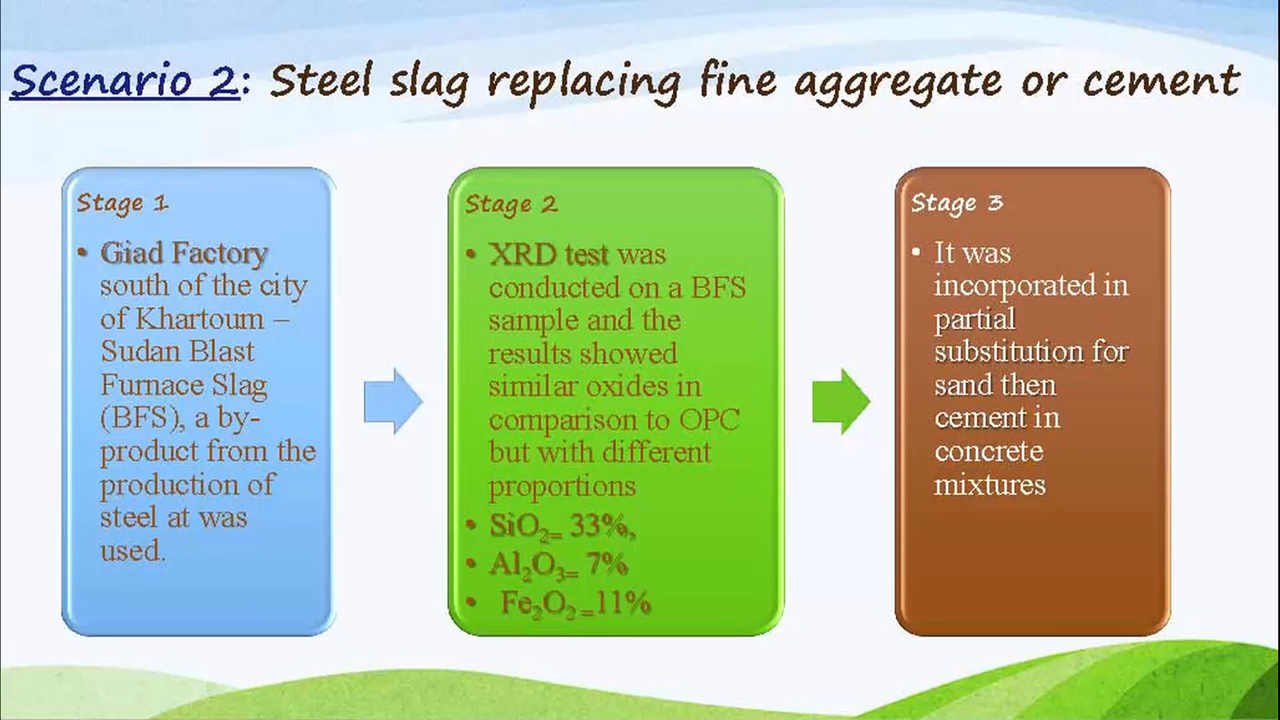 Scenario 2: Steel slag replacing fine aggregate or cement
Stage 1
• Giad Factory
south of the city
of Khartoum –
Sudan Blast
Furnace Slag
(BFS), a by-
product from the
production of
steel at was
used.
Stage 2
• XRD test was
conducted on a BFS
sample and the
results showed
similar oxides in
comparison to OPC
but with different
proportions
• SiO₂₌ 33%,
• Al₂O₃₌ 7%
• Fe₂O₂ ₌11%
Stage 3
• It was
incorporated in
partial
substitution for
sand then
cement in
concrete
mixtures